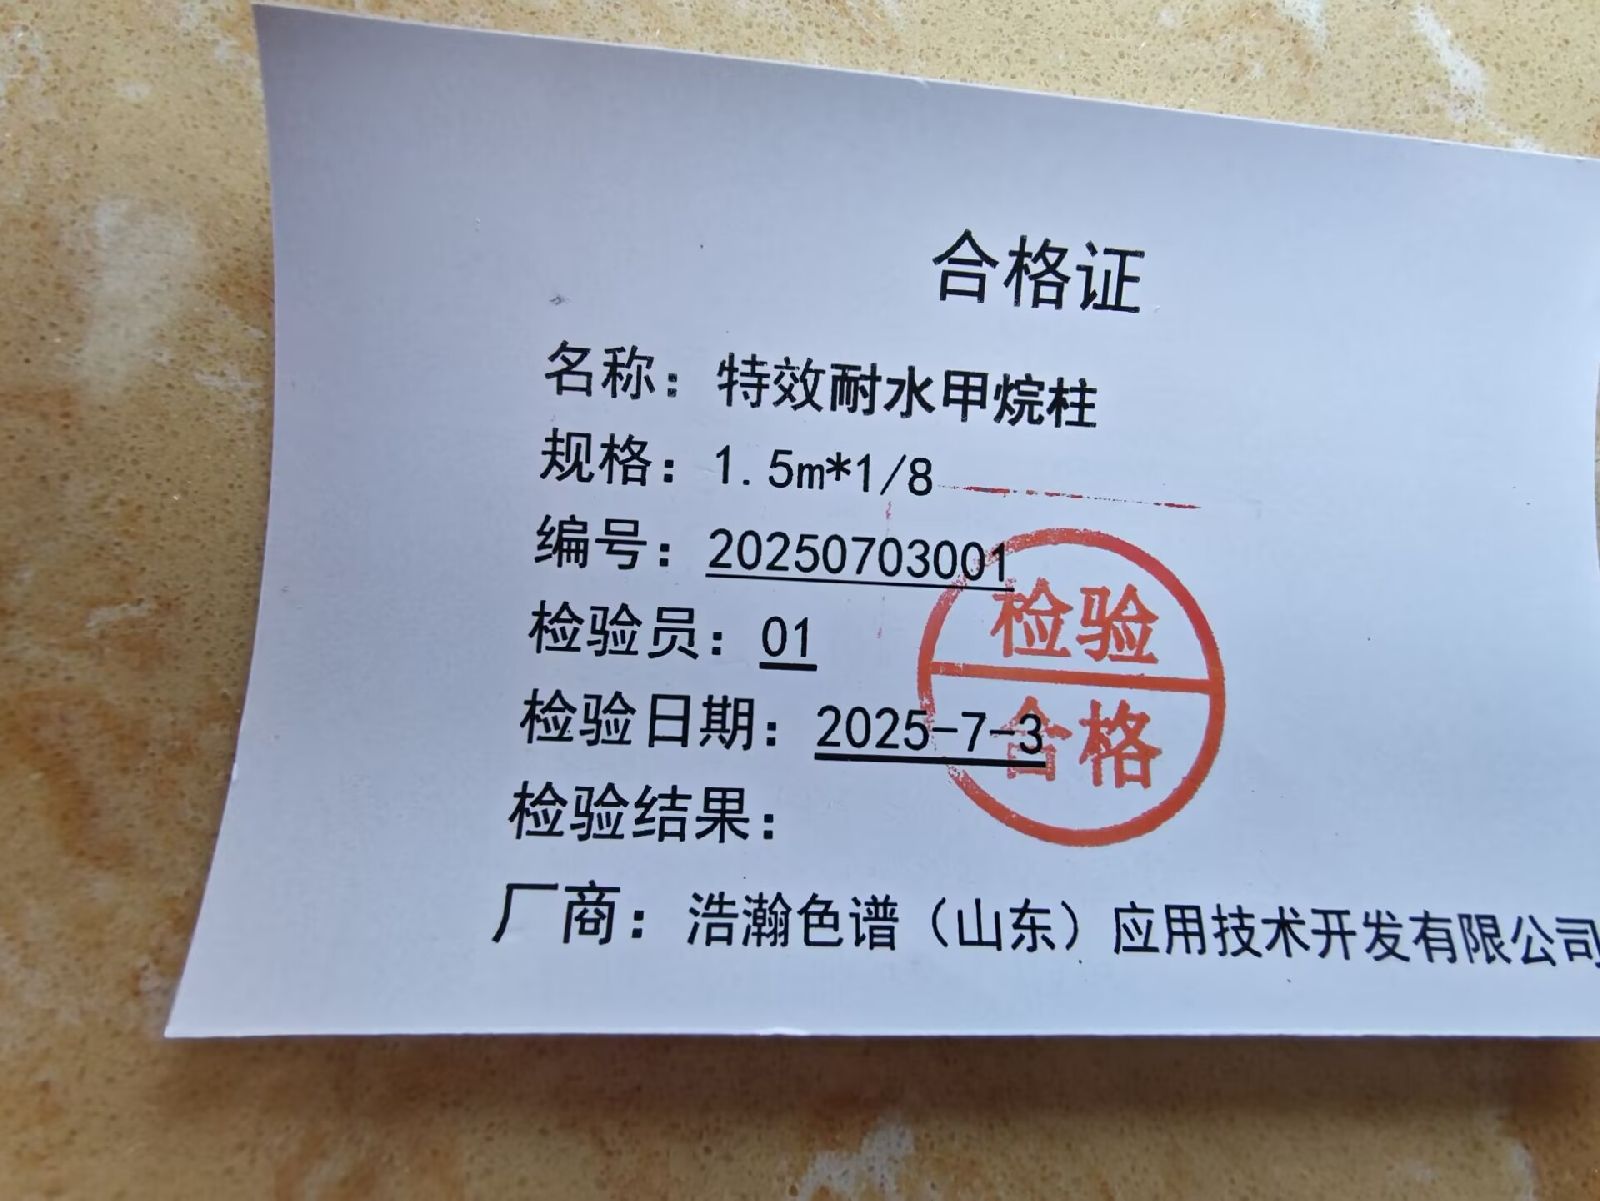 合格证
名称：特效耐水甲烷柱
规格：1.5m*1/8
编号：20250703001
检验员：01
检验日期：2025-7-3
检验结果：
检验
合格
厂商：浩瀚色谱（山东）应用技术开发有限公司